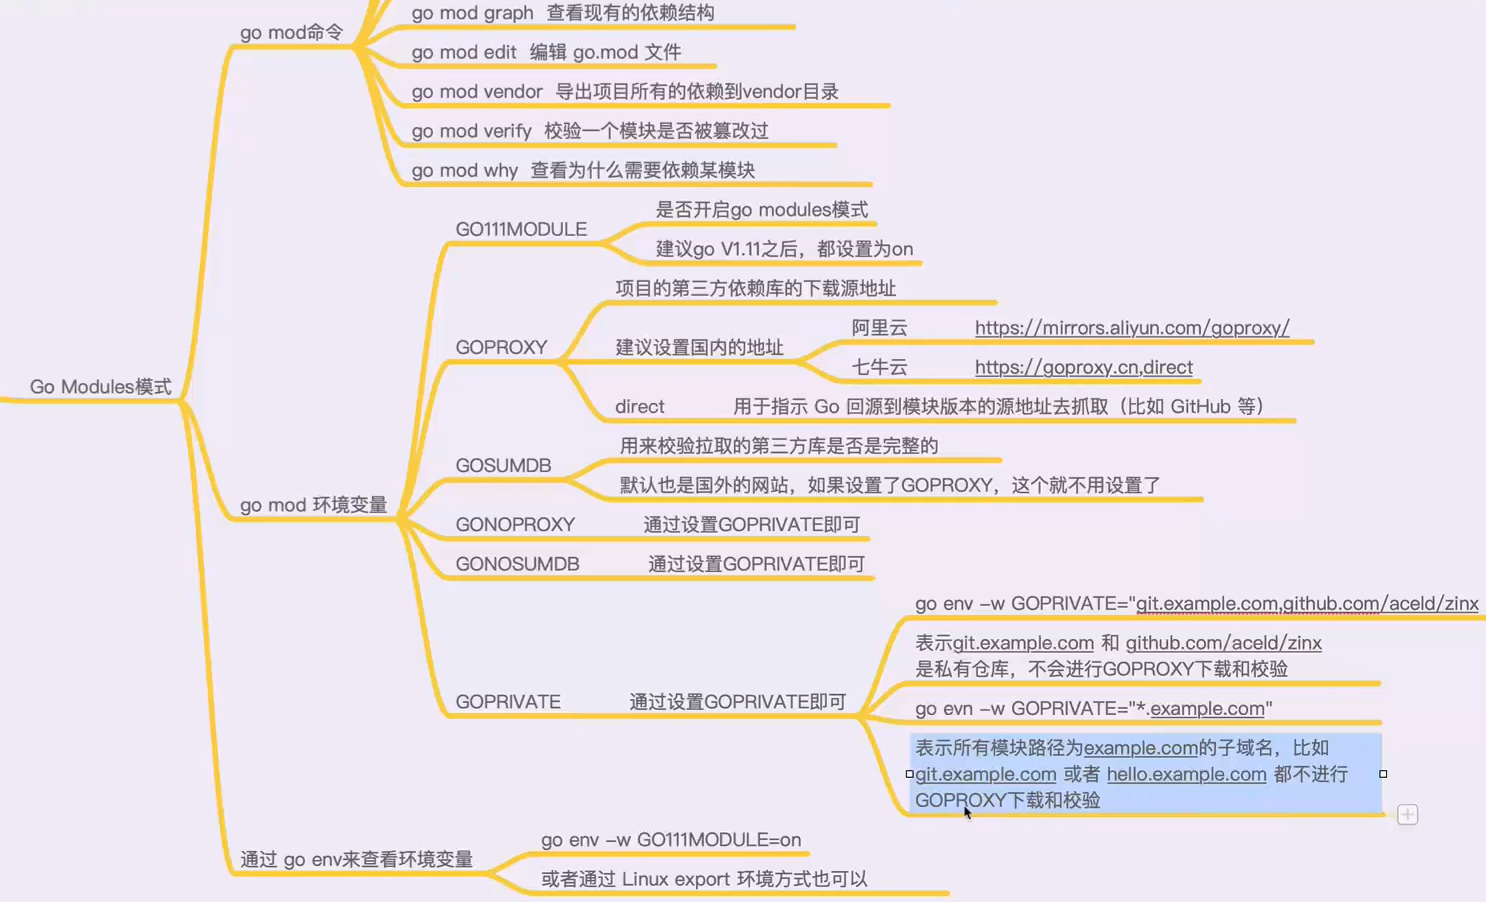 go mod命令
go mod graph 查看现有的依赖结构
go mod edit 编辑 go.mod 文件
go mod vendor 导出项目所有的依赖到vendor目录
go mod verify 校验一个模块是否被篡改过
go mod why 查看为什么需要依赖某模块
Go Modules模式
go mod 环境变量
GO111MODULE
是否开启go modules模式
建议go V1.11之后，都设置为on
GOPROXY
项目的第三方依赖库的下载源地址
建议设置国内的地址
阿里云 https://mirrors.aliyun.com/goproxy/
七牛云 https://goproxy.cn,direct
direct 用于指示 Go 回源到模块版本的源地址去抓取（比如 GitHub 等）
GOSUMDB
用来校验拉取的第三方库是否是完整的
默认也是国外的网站，如果设置了GOPROXY，这个就不用设置了
GONOPROXY 通过设置GOPRIVATE即可
GONOSUMDB 通过设置GOPRIVATE即可
GOPRIVATE 通过设置GOPRIVATE即可
go env -w GOPRIVATE="git.example.com,github.com/aceld/zinx
表示git.example.com 和 github.com/aceld/zinx
是私有仓库，不会进行GOPROXY下载和校验
go evn -w GOPRIVATE="*.example.com"
表示所有模块路径为example.com的子域名，比如
git.example.com 或者 hello.example.com 都不进行
GOPROXY下载和校验
通过 go env来查看环境变量
go env -w GO111MODULE=on
或者通过 Linux export 环境方式也可以